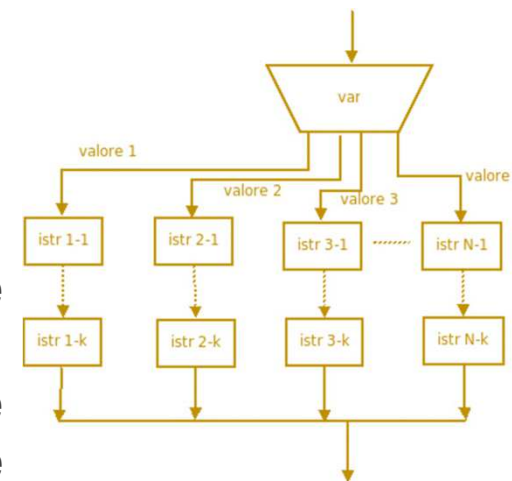 var
valore 1
valore
valore 2
valore 3
istr 1-1
istr 2-1
istr 3-1
istr N-1
e
istr 1-k
istr 2-k
istr 3-k
istr N-k
e
e